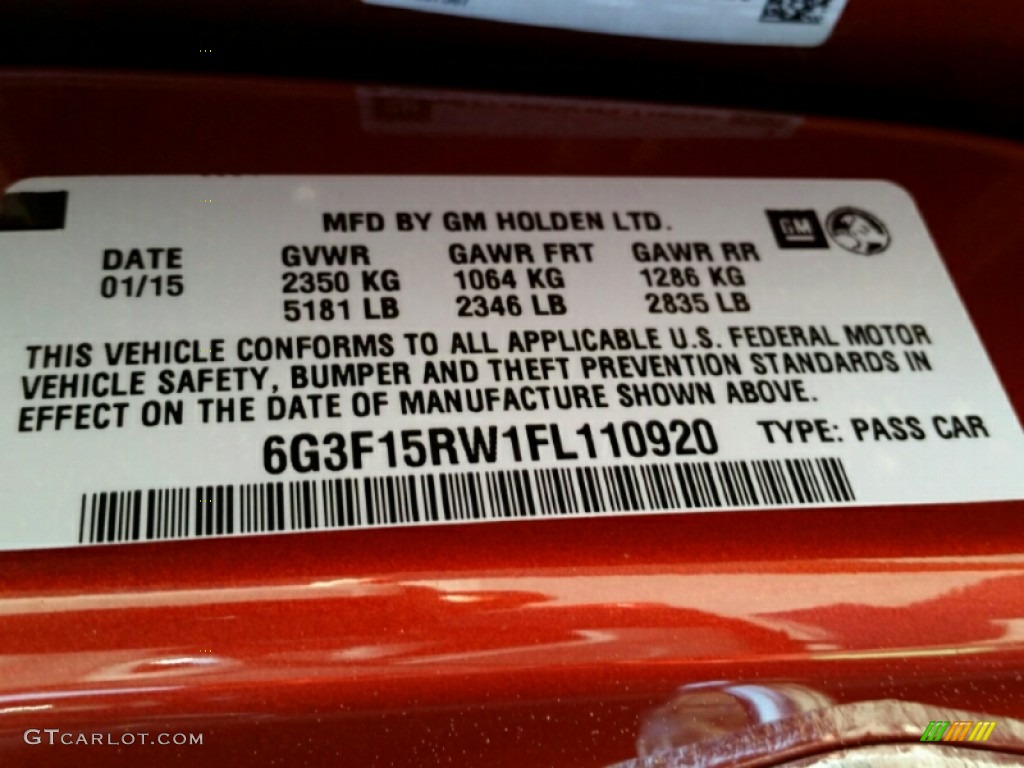 MFD BY GM HOLDEN LTD.
GM
DATE GVWR GAWR FRT GAWR RR
01/15 2350 KG 1064 KG 1286 KG
5181 LB 2346 LB 2835 LB
THIS VEHICLE CONFORMS TO ALL APPLICABLE U.S. FEDERAL MOTOR
VEHICLE SAFETY, BUMPER AND THEFT PREVENTION STANDARDS IN
EFFECT ON THE DATE OF MANUFACTURE SHOWN ABOVE.
6G3F15RW1FL110920 TYPE: PASS CAR
GTCARLOT.COM